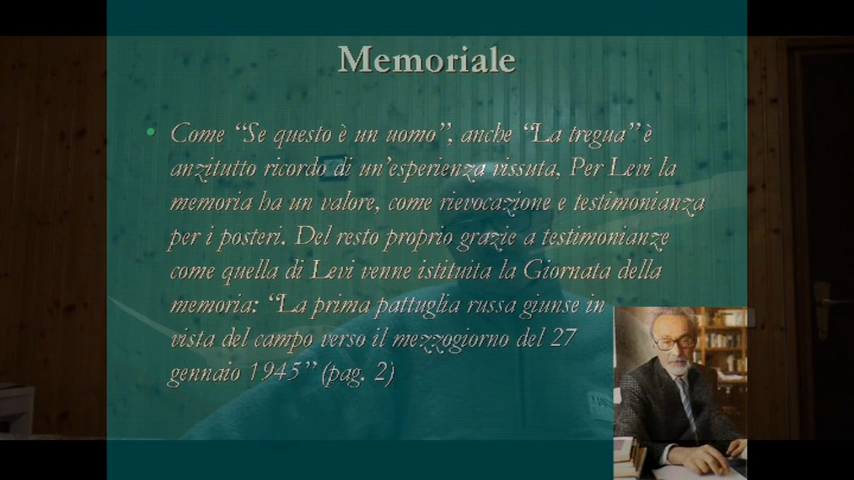 Memoriale
• Come “Se questo è un uomo”, anche “La tregua” è
anzitutto ricordo di un’esperienza vissuta. Per Levi la
memoria ha un valore, come rievocazione e testimonianza
per i posteri. Del resto proprio grazie a testimonianze
come quella di Levi venne istituita la Giornata della
memoria: “La prima pattuglia russa giunse in
vista del campo verso il mezzogiorno del 27
gennaio 1945” (pag. 2)